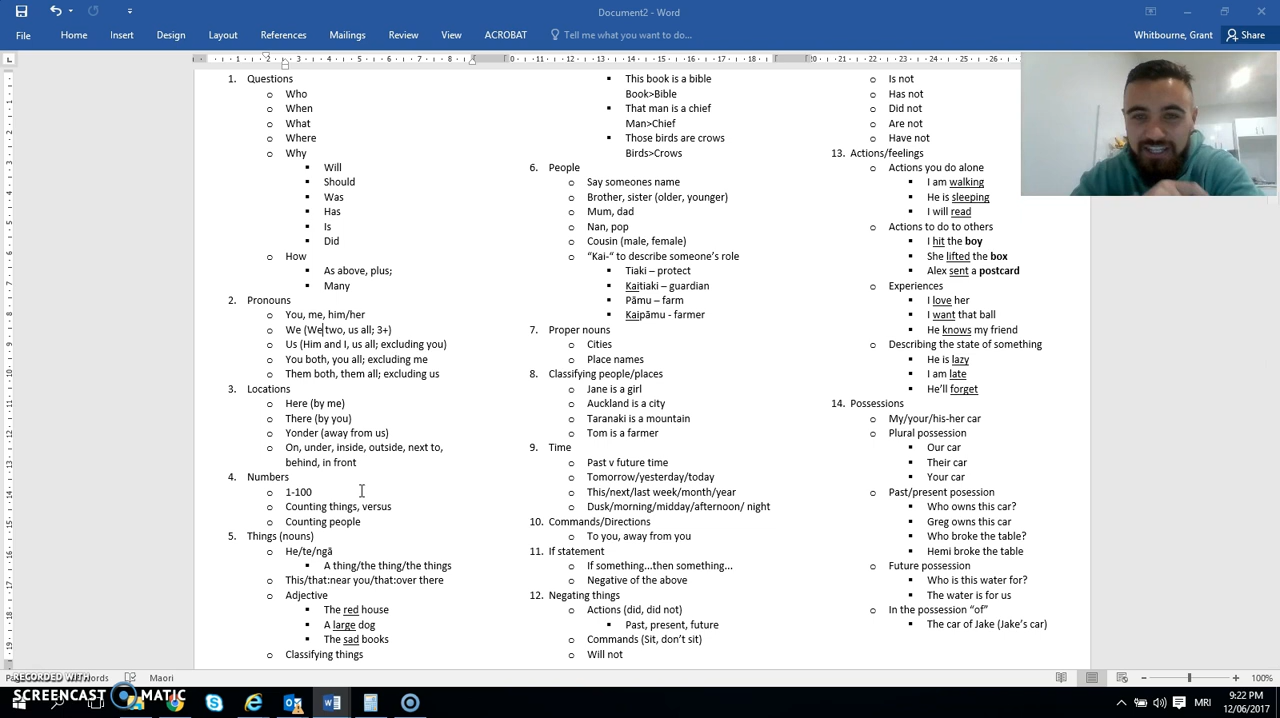 Document2 - Word
File
Home
Insert
Design
Layout
References
Mailings
Review
View
ACROBAT
Tell me what you want to do...
Whitbourne, Grant
Share
1. Questions
o Who
o When
o What
o Where
o Why
▪ Will
▪ Should
▪ Was
▪ Has
▪ Is
▪ Did
o How
▪ As above, plus;
▪ Many
2. Pronouns
o You, me, him/her
o We (We two, us all; 3+)
o Us (Him and I, us all; excluding you)
o You both, you all; excluding me
o Them both, them all; excluding us
3. Locations
o Here (by me)
o There (by you)
o Yonder (away from us)
o On, under, inside, outside, next to,
behind, in front
4. Numbers
o 1-100
o Counting things, versus
o Counting people
5. Things (nouns)
o He/te/ngā
▪ A thing/the thing/the things
o This/that:near you/that:over there
o Adjective
▪ The red house
▪ A large dog
▪ The sad books
o Classifying things
▪ This book is a bible
Book>Bible
▪ That man is a chief
Man>Chief
▪ Those birds are crows
Birds>Crows
6. People
o Say someones name
o Brother, sister (older, younger)
o Mum, dad
o Nan, pop
o Cousin (male, female)
o "Kai-" to describe someone's role
▪ Tiaki – protect
▪ Kaitiaki – guardian
▪ Pāmu – farm
▪ Kaipāmu - farmer
7. Proper nouns
o Cities
o Place names
8. Classifying people/places
o Jane is a girl
o Auckland is a city
o Taranaki is a mountain
o Tom is a farmer
9. Time
o Past v future time
o Tomorrow/yesterday/today
o This/next/last week/month/year
o Dusk/morning/midday/afternoon/ night
10. Commands/Directions
o To you, away from you
11. If statement
o If something...then something...
o Negative of the above
12. Negating things
o Actions (did, did not)
▪ Past, present, future
o Commands (Sit, don't sit)
o Will not
o Is not
o Has not
o Did not
o Are not
o Have not
13. Actions/feelings
o Actions you do alone
▪ I am walking
▪ He is sleeping
▪ I will read
o Actions to do to others
▪ I hit the boy
▪ She lifted the box
▪ Alex sent a postcard
o Experiences
▪ I love her
▪ I want that ball
▪ He knows my friend
o Describing the state of something
▪ He is lazy
▪ I am late
▪ He'll forget
14. Possessions
o My/your/his-her car
o Plural possession
▪ Our car
▪ Their car
▪ Your car
o Past/present posession
▪ Who owns this car?
▪ Greg owns this car
▪ Who broke the table?
▪ Hemi broke the table
o Future possession
▪ Who is this water for?
▪ The water is for us
o In the possession "of"
▪ The car of Jake (Jake's car)
Maori
100%
RECORDED WITH
SCREENCAST MATIC
MRI
9:22 PM
12/06/2017